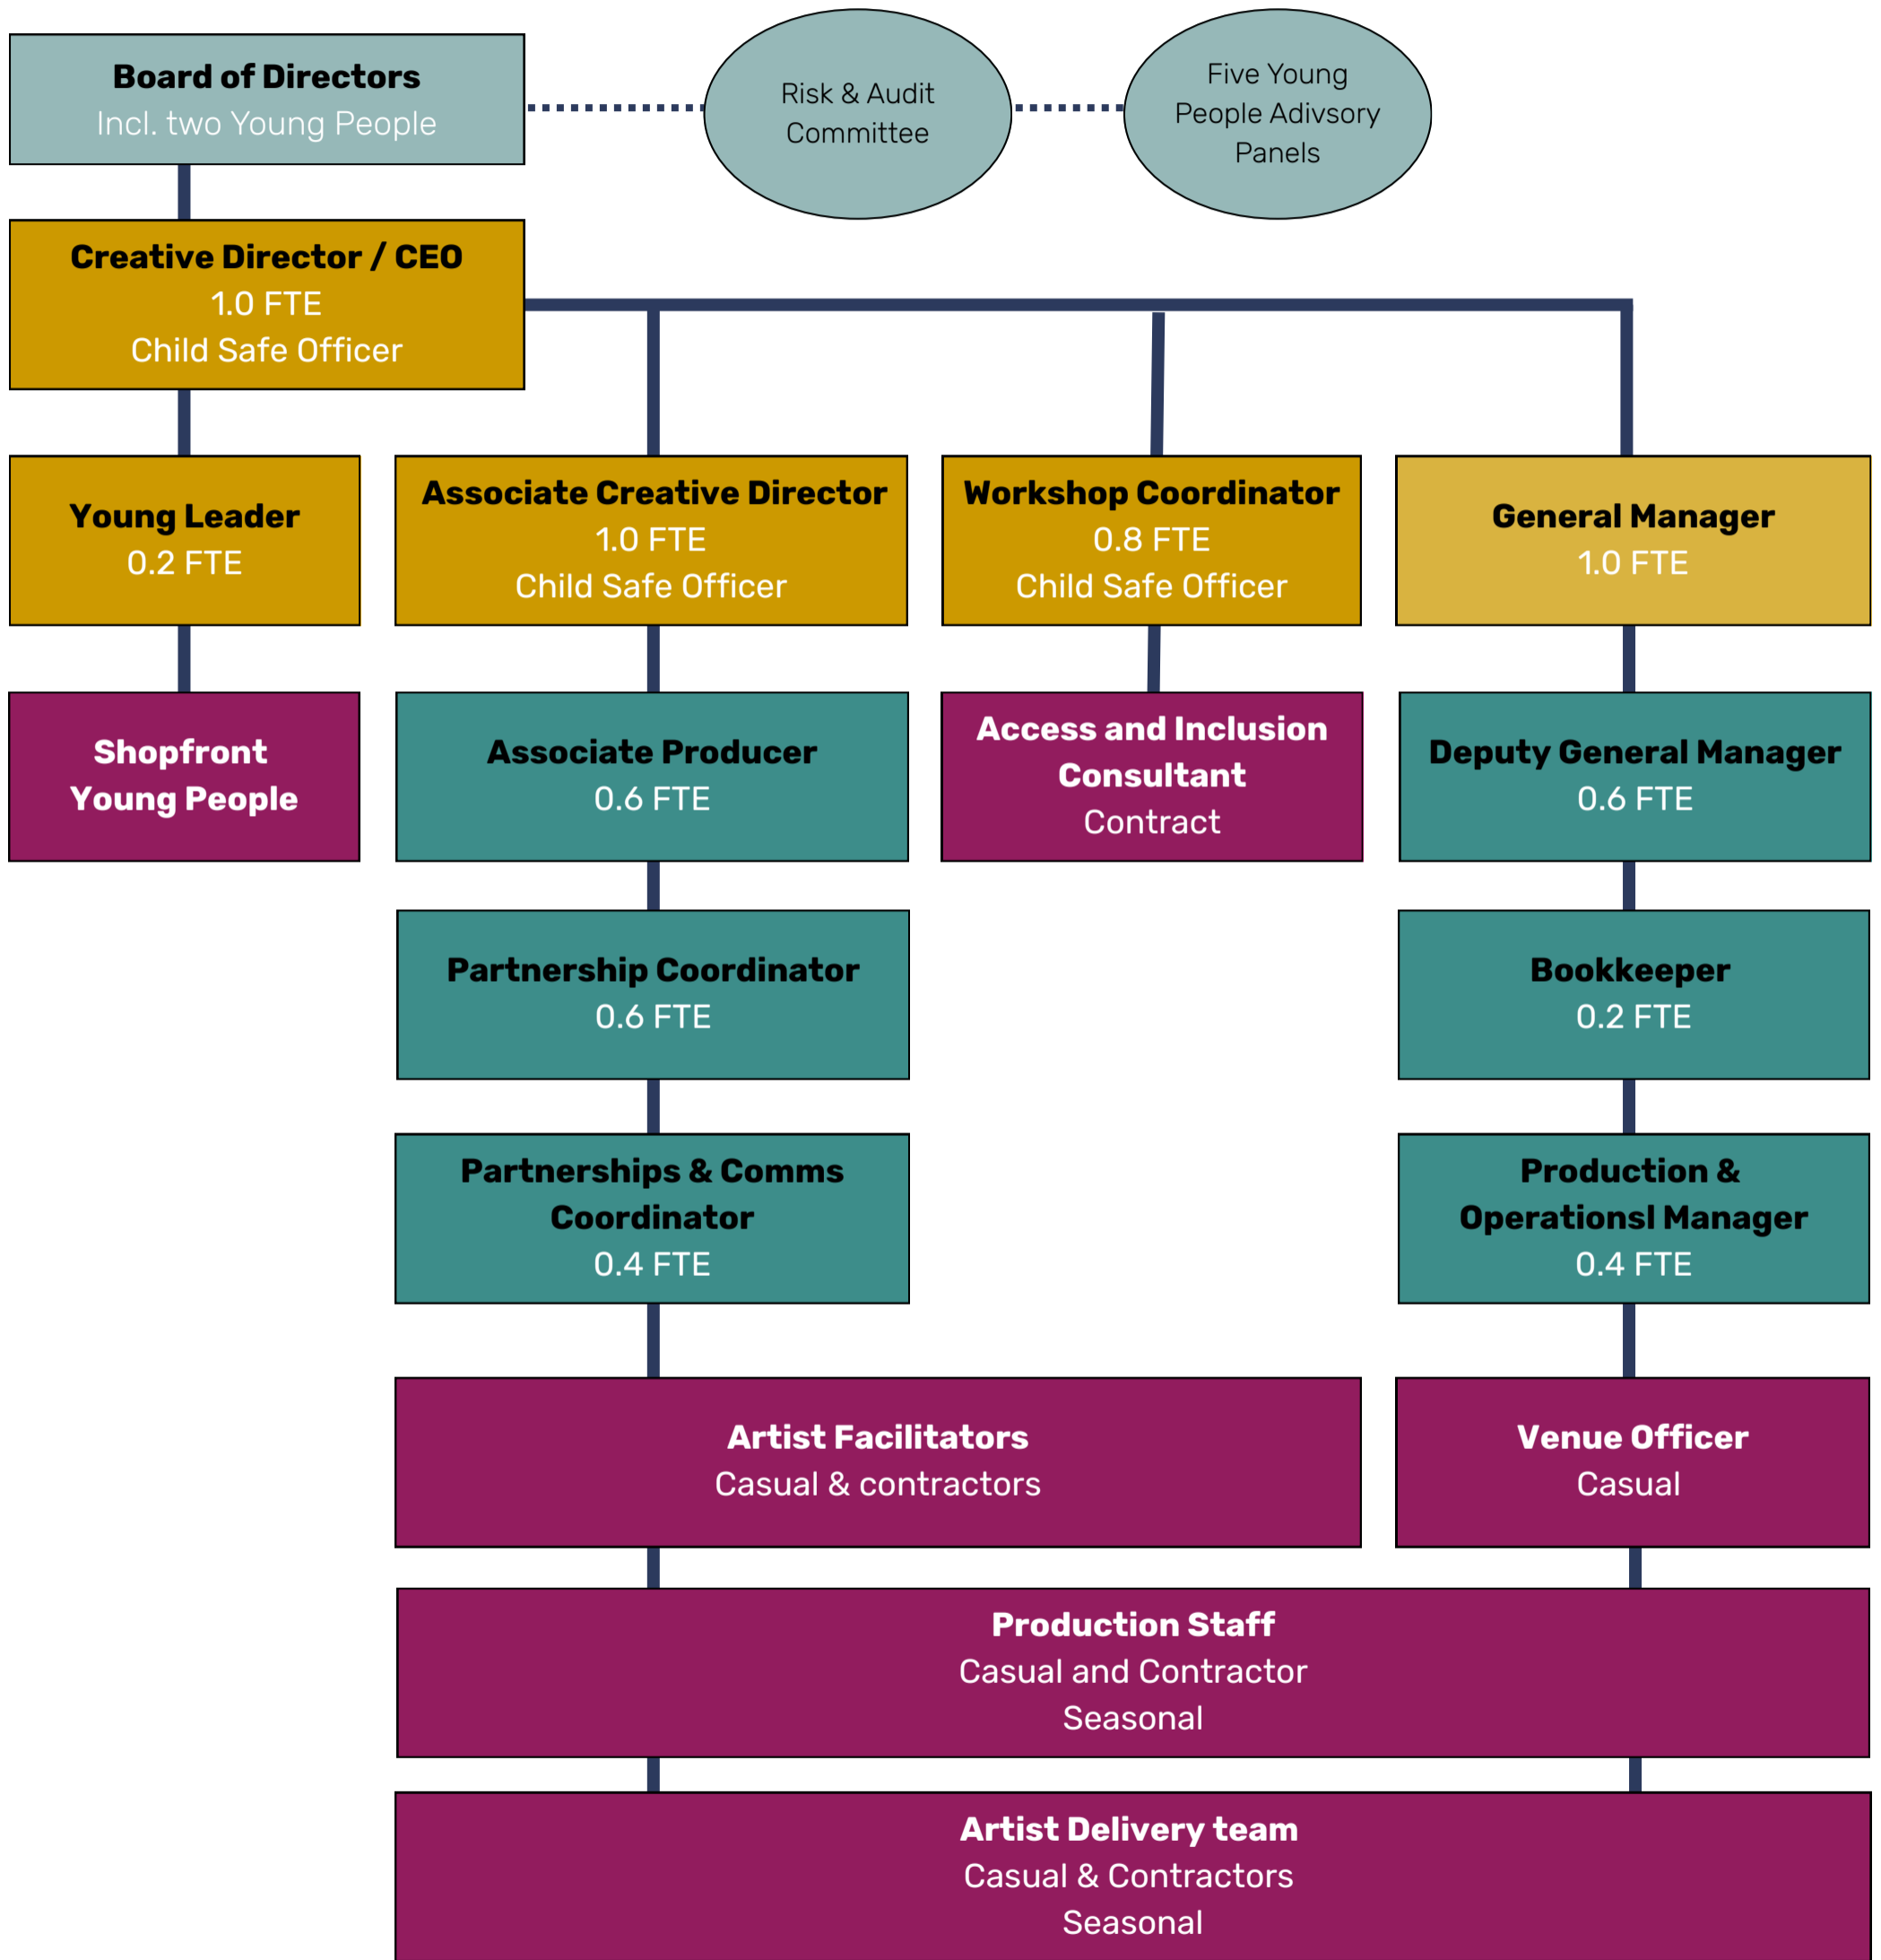 Board of Directors
Incl. two Young People
Risk & Audit
Committee
Five Young
People Adivsory
Panels
Creative Director / CEO
1.0 FTE
Child Safe Officer
Young Leader
0.2 FTE
Associate Creative Director
1.0 FTE
Child Safe Officer
Workshop Coordinator
0.8 FTE
Child Safe Officer
General Manager
1.0 FTE
Shopfront
Young People
Associate Producer
0.6 FTE
Access and Inclusion
Consultant
Contract
Deputy General Manager
0.6 FTE
Partnership Coordinator
0.6 FTE
Bookkeeper
0.2 FTE
Partnerships & Comms
Coordinator
0.4 FTE
Production &
Operationsl Manager
0.4 FTE
Artist Facilitators
Casual & contractors
Venue Officer
Casual
Production Staff
Casual and Contractor
Seasonal
Artist Delivery team
Casual & Contractors
Seasonal